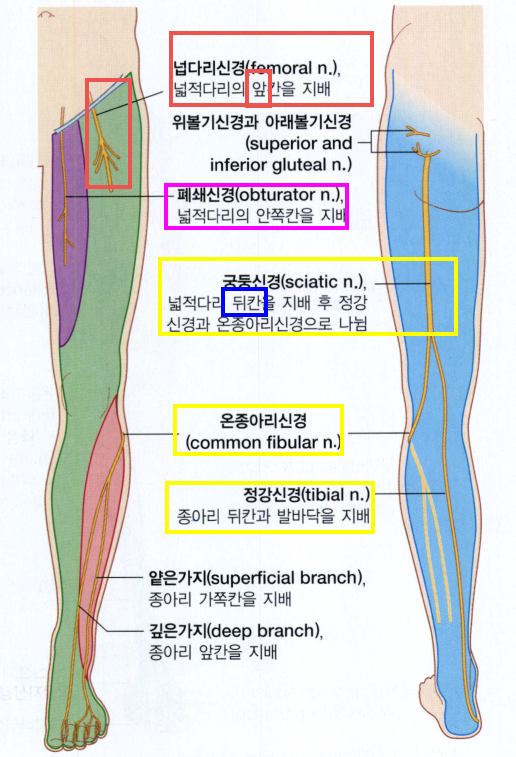 넙다리신경(femoral n.),
넓적다리의 앞칸을 지배
위볼기신경과 아래볼기신경
(superior and
inferior gluteal n.)
폐쇄신경(obturator n.),
넓적다리의 안쪽칸을 지배
궁둥신경(sciatic n.),
넓적다리 뒤칸을 지배 후 정강
신경과 온종아리신경으로 나뉨
온종아리신경
(common fibular n.)
정강신경(tibial n.)
종아리 뒤칸과 발바닥을 지배
얕은가지(superficial branch),
종아리 가쪽칸을 지배
깊은가지(deep branch),
종아리 앞칸을 지배